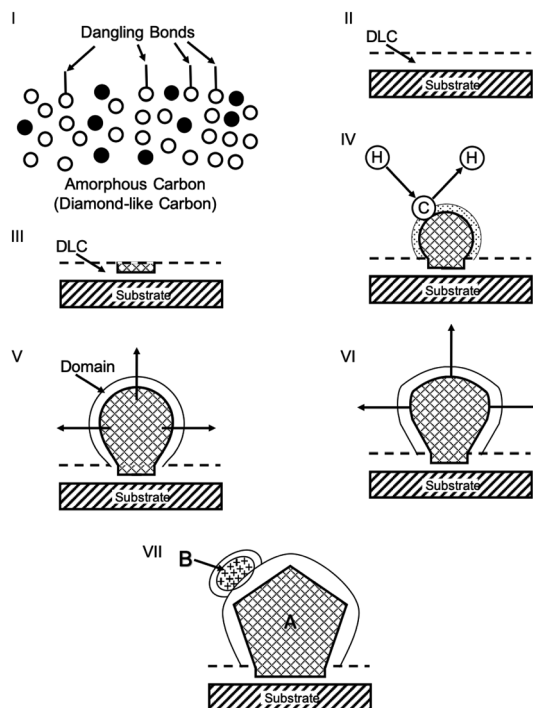 I
Dangling Bonds
Amorphous Carbon
(Diamond-like Carbon)
II
DLC
Substrate
III
DLC
Substrate
IV
H
H
C
Substrate
V
Domain
Substrate
VI
Substrate
VII
B
A
Substrate